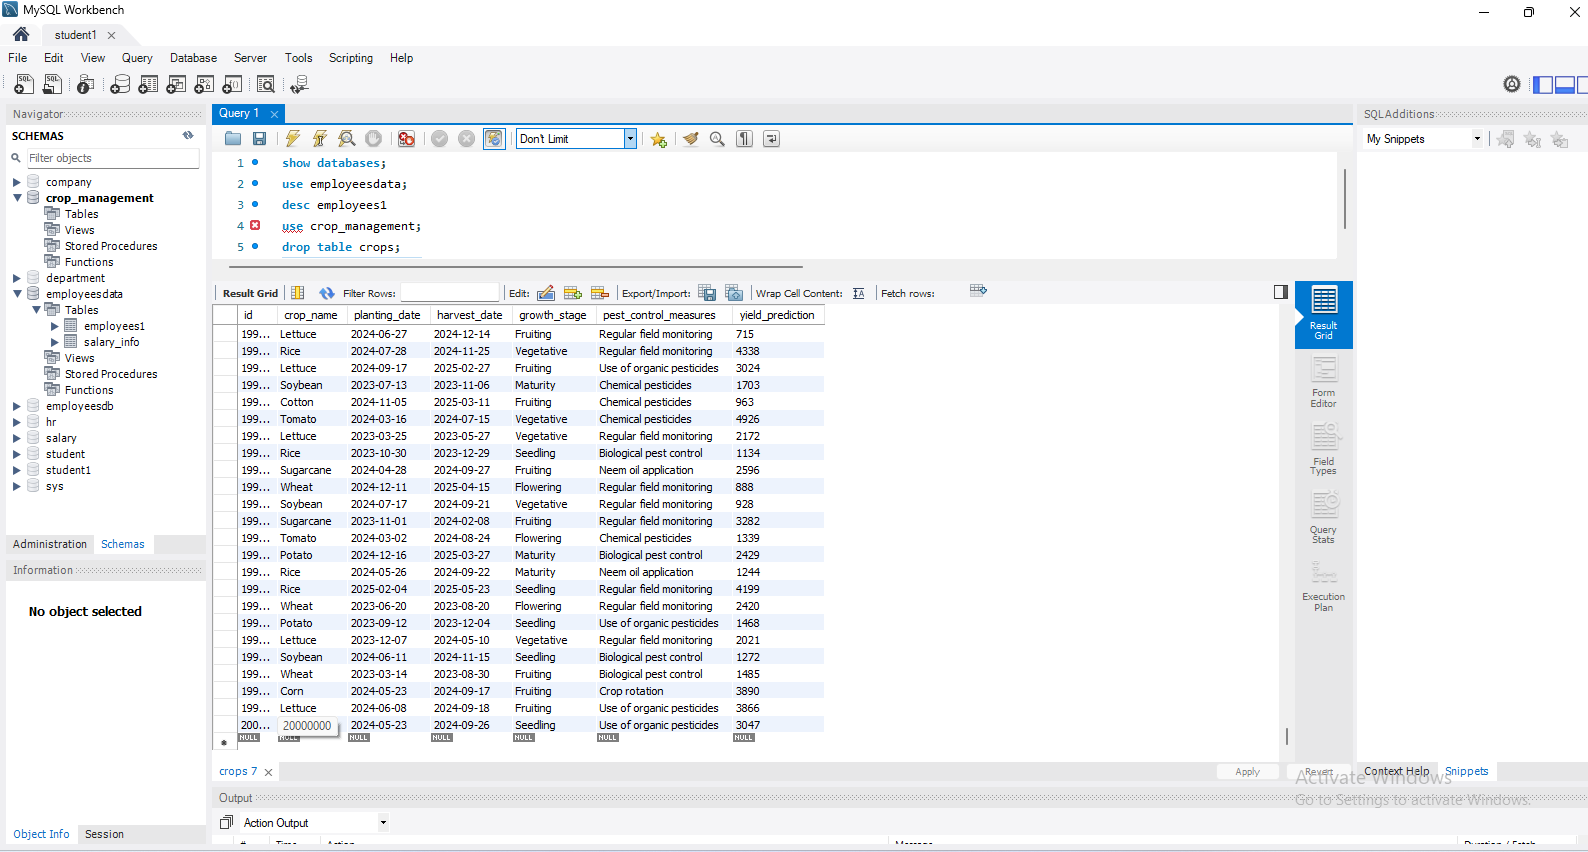 MySQL Workbench
student1
File Edit View Query Database Server Tools Scripting Help
Navigator
SCHEMAS
Filter objects
company
crop_management
Tables
Views
Stored Procedures
Functions
department
employeesdata
Tables
employees1
salary_info
Views
Stored Procedures
Functions
employeesdb
hr
salary
student
student1
sys
Administration Schemas
Information
No object selected
Object Info Session
Query 1
Don't Limit
1 show databases;
2 use employeesdata;
3 desc employees1
4 use crop_management;
5 drop table crops;
Result Grid Filter Rows: Edit: Export/Import: Wrap Cell Content: Fetch rows:
id crop_name planting_date harvest_date growth_stage pest_control_measures yield_prediction
199... Lettuce 2024-06-27 2024-12-14 Fruiting Regular field monitoring 715
199... Rice 2024-07-28 2024-11-25 Vegetative Regular field monitoring 4338
199... Lettuce 2024-09-17 2025-02-27 Fruiting Use of organic pesticides 3024
199... Soybean 2023-07-13 2023-11-06 Maturity Chemical pesticides 1703
199... Cotton 2024-11-05 2025-03-11 Fruiting Chemical pesticides 963
199... Tomato 2024-03-16 2024-07-15 Vegetative Chemical pesticides 4926
199... Lettuce 2023-03-25 2023-05-27 Vegetative Regular field monitoring 2172
199... Rice 2023-10-30 2023-12-29 Seedling Biological pest control 1134
199... Sugarcane 2024-04-28 2024-09-27 Fruiting Neem oil application 2596
199... Wheat 2024-12-11 2025-04-15 Flowering Regular field monitoring 888
199... Soybean 2024-07-17 2024-09-21 Vegetative Regular field monitoring 928
199... Sugarcane 2023-11-01 2024-02-08 Fruiting Regular field monitoring 3282
199... Tomato 2024-03-02 2024-08-24 Flowering Chemical pesticides 1339
199... Potato 2024-12-16 2025-03-27 Maturity Biological pest control 2429
199... Rice 2024-05-26 2024-09-22 Maturity Neem oil application 1244
199... Rice 2025-02-04 2025-05-23 Seedling Regular field monitoring 4199
199... Wheat 2023-06-20 2023-08-20 Flowering Regular field monitoring 2420
199... Potato 2023-09-12 2023-12-04 Seedling Use of organic pesticides 1468
199... Lettuce 2023-12-07 2024-05-10 Vegetative Regular field monitoring 2021
199... Soybean 2024-06-11 2024-11-15 Seedling Biological pest control 1272
199... Wheat 2023-03-14 2023-08-30 Fruiting Biological pest control 1485
199... Corn 2024-05-23 2024-09-17 Fruiting Crop rotation 3890
199... Lettuce 2024-06-08 2024-09-18 Fruiting Use of organic pesticides 3866
200... 20000000 2024-05-23 2024-09-26 Seedling Use of organic pesticides 3047
NULL NULL NULL NULL NULL NULL NULL
crops 7
Apply Revert
Output
Action Output
# Time Action Message Duration / Fetch
Result
Grid
Form
Editor
Field
Types
Query
Stats
Execution
Plan
SQLAdditions
My Snippets
Context Help Snippets
Activate Windows
Go to Settings to activate Windows.